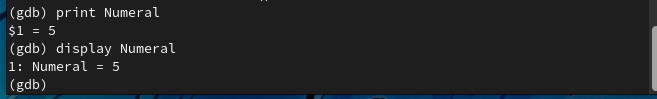 (gdb) print Numeral
$1 = 5
(gdb) display Numeral
1: Numeral = 5
(gdb)